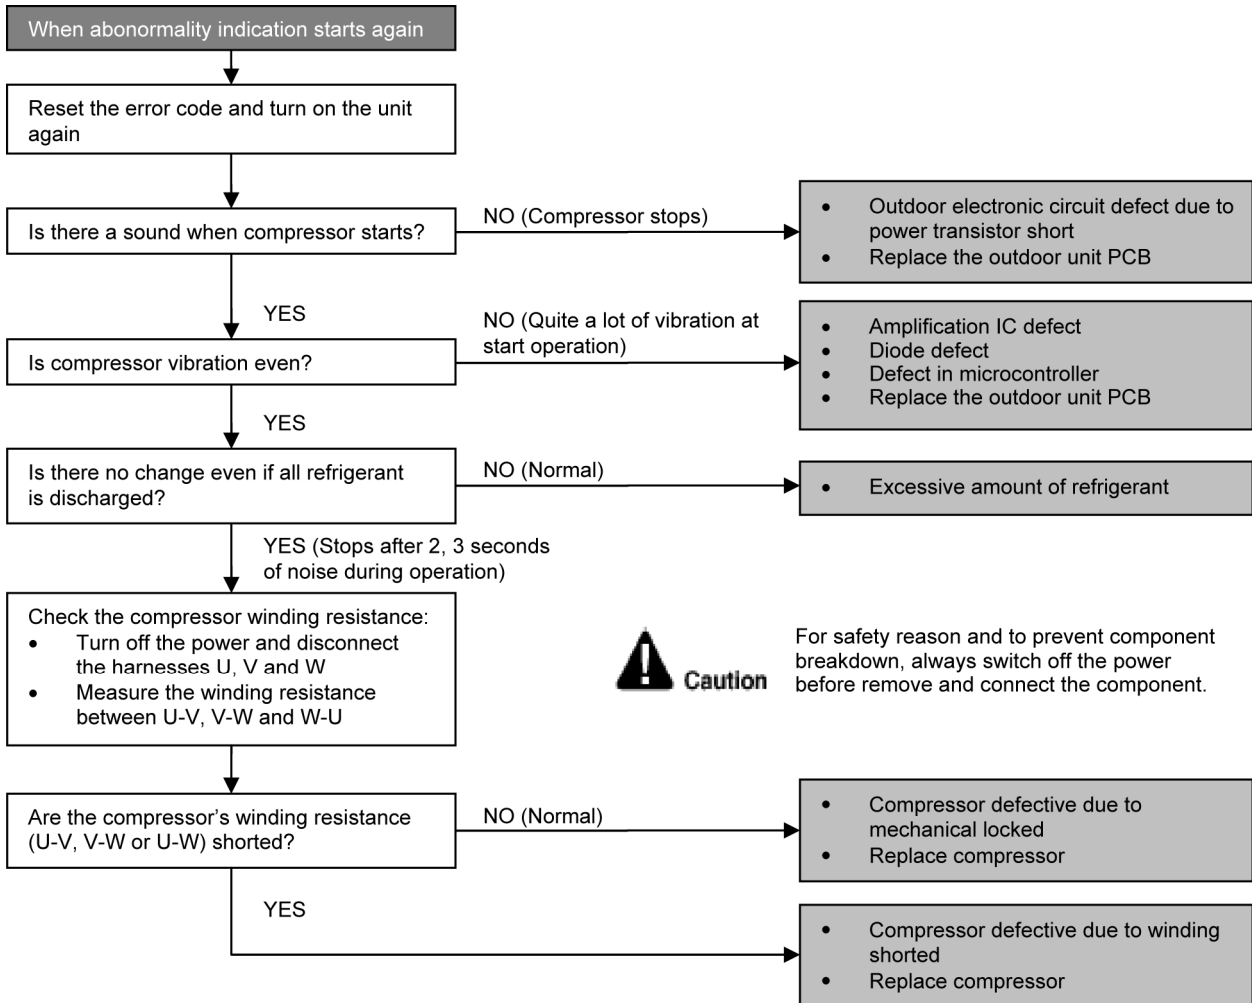 When abonormality indication starts again
Reset the error code and turn on the unit
again
Is there a sound when compressor starts?
NO (Compressor stops)
• Outdoor electronic circuit defect due to
power transistor short
• Replace the outdoor unit PCB
YES
NO (Quite a lot of vibration at
start operation)
Is compressor vibration even?
• Amplification IC defect
• Diode defect
• Defect in microcontroller
• Replace the outdoor unit PCB
YES
Is there no change even if all refrigerant
is discharged?
NO (Normal)
• Excessive amount of refrigerant
YES (Stops after 2, 3 seconds
of noise during operation)
Check the compressor winding resistance:
• Turn off the power and disconnect
the harnesses U, V and W
• Measure the winding resistance
between U-V, V-W and W-U
Caution
For safety reason and to prevent component
breakdown, always switch off the power
before remove and connect the component.
Are the compressor’s winding resistance
(U-V, V-W or U-W) shorted?
NO (Normal)
• Compressor defective due to
mechanical locked
• Replace compressor
YES
• Compressor defective due to winding
shorted
• Replace compressor